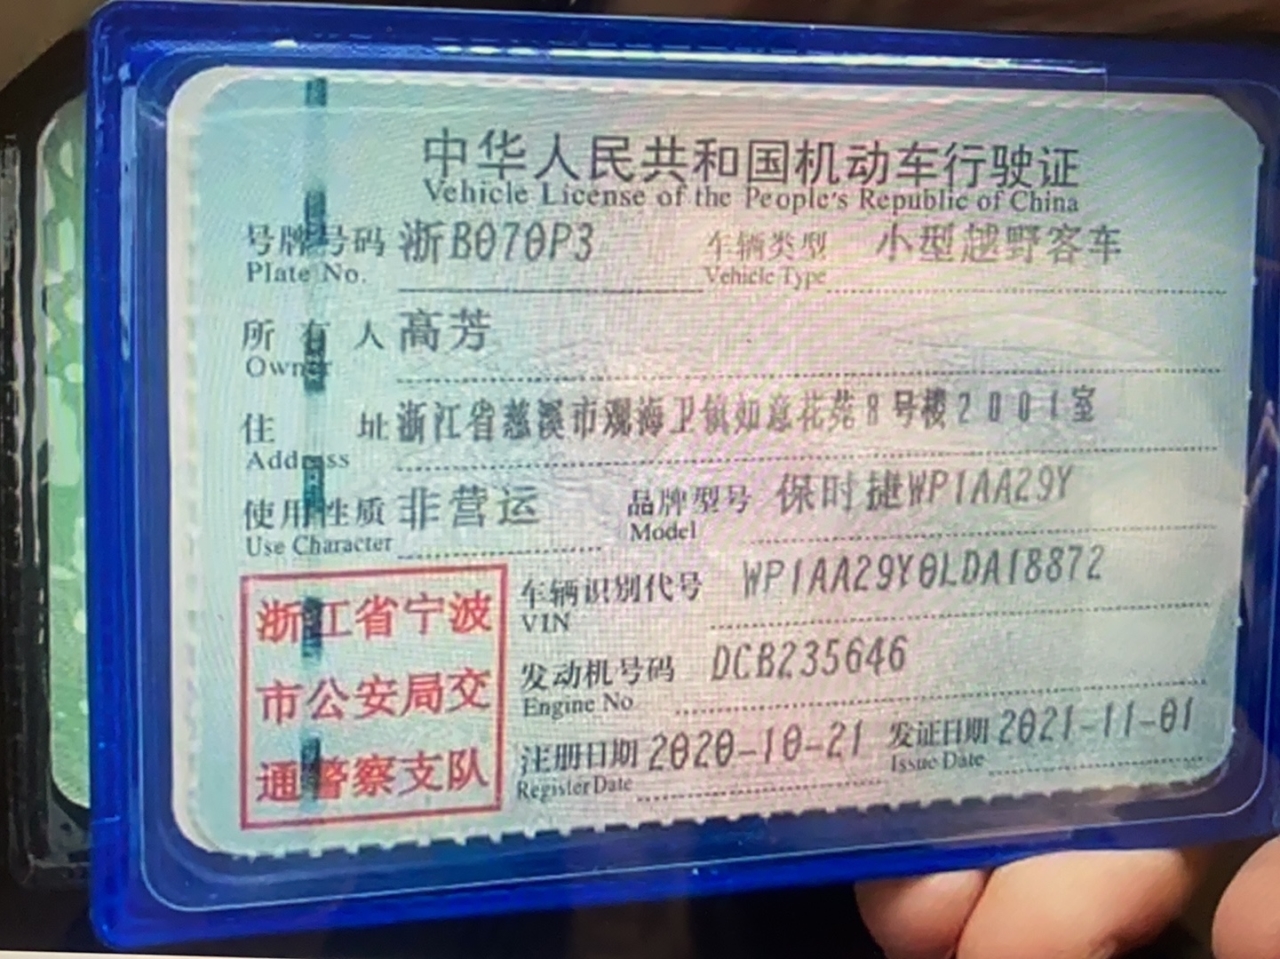 中华人民共和国机动车行驶证
Vehicle License of the People's Republic of China
号牌号码 浙B070P3 车辆类型 小型越野客车
Plate No. Vehicle Type
所有人 高芳
Owner
住址 浙江省慈溪市观海卫镇如意花苑8号楼2001室
Address
使用性质 非营运 品牌型号 保时捷WP1AA29Y
Use Character Model
车辆识别代号 WP1AA29Y0LDA18872
VIN
发动机号码 DCB235646
Engine No
注册日期 2020-10-21 发证日期 2021-11-01
Register Date Issue Date
浙江省宁波
市公安局交
通警察支队